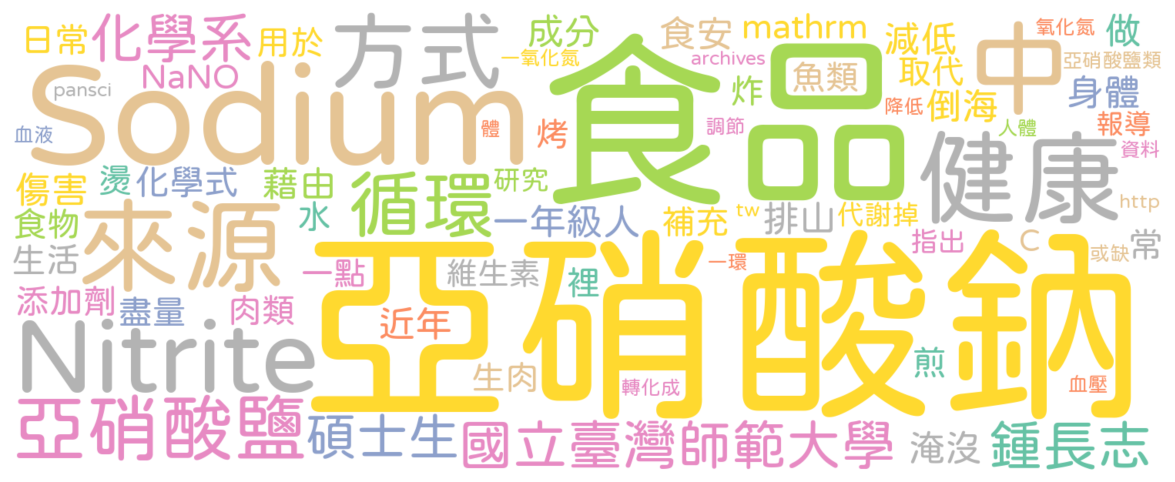 日常
化學系
用於
方式
成分
食安
mathrm
減低
氧化氮
做
pansci
NaNO
一氧化氮
archives
取代
亞硝酸鹽類
Sodium
食品
中
魚類
炸
降低
倒海
身體
血液
體
烤
調節
人體
報導
資料
傷害
燙
化學式
藉由
循環
研究
健康
http
食物
來源
水
一年級人
補充
tw
排山
代謝掉
指出
C
或缺
常
生活
一點
維生素
裡
亞硝酸鈉
一環
添加劑
盡量
肉類
近年
Nitrite
生肉
轉化成
煎
血壓
亞硝酸鹽
碩士生
國立臺灣師範大學
淹沒
鍾長志